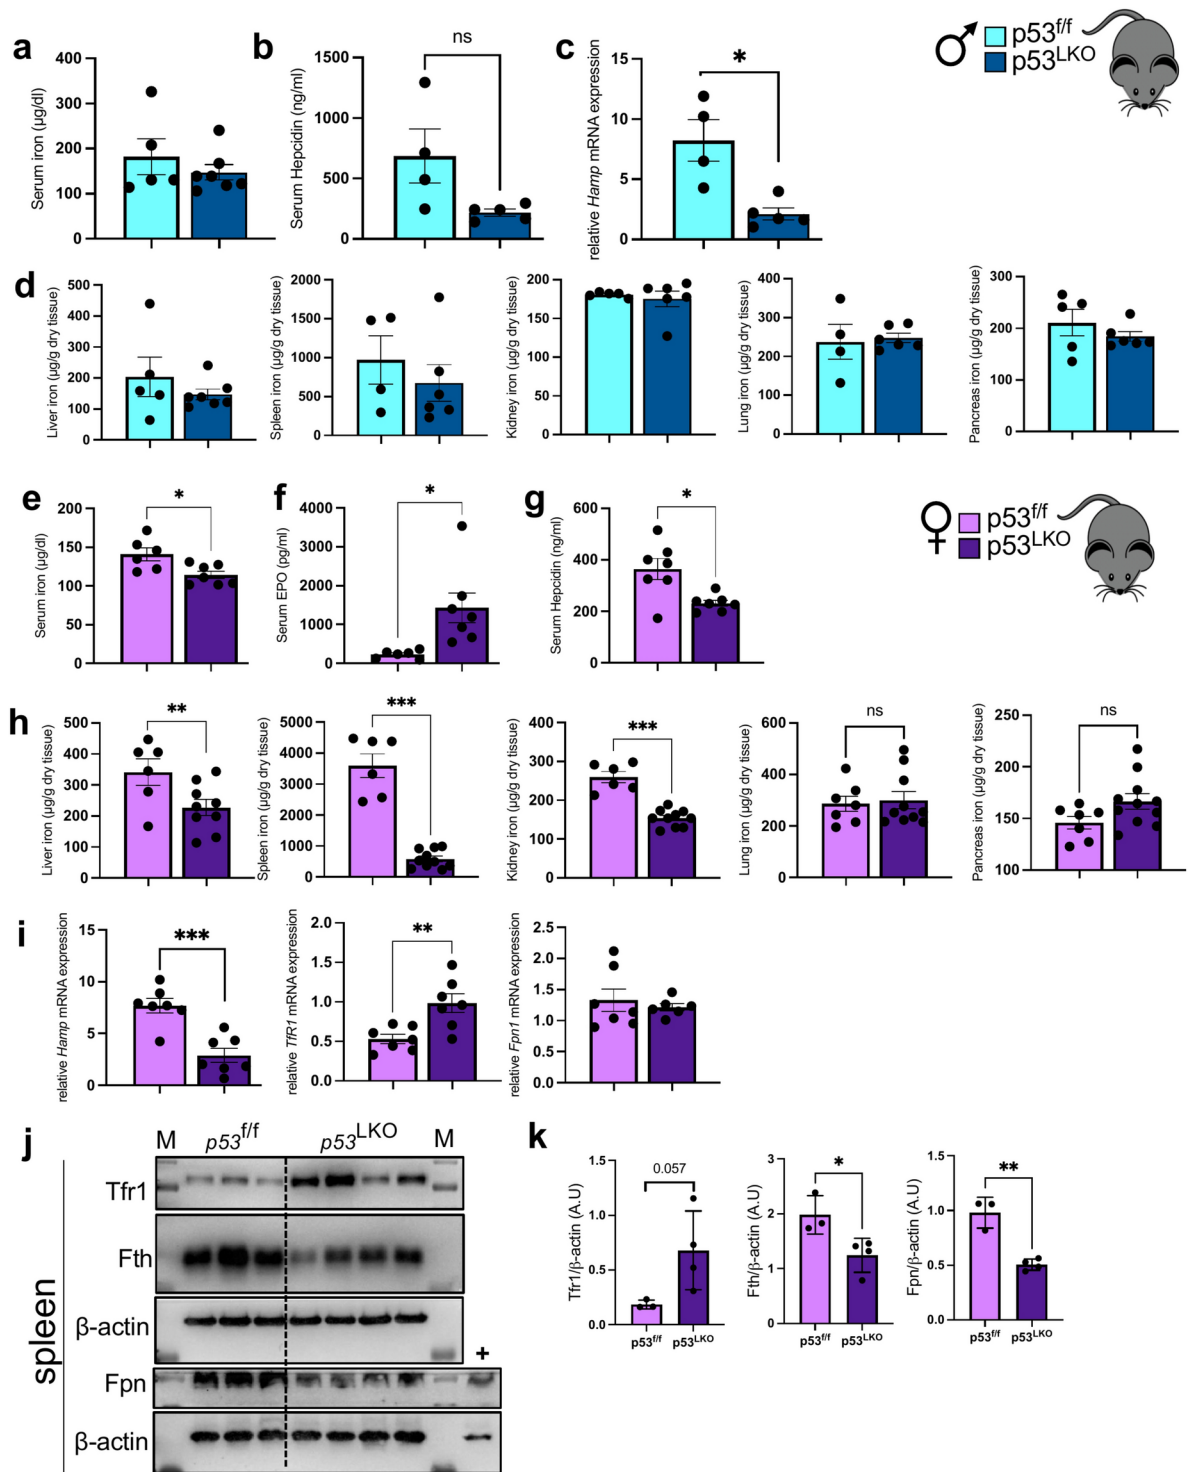 a
Serum iron (µg/dl)
400
300
200
100
0
b
Serum Hepcidin (ng/ml)
1500
1000
500
0
ns
c
relative Hamp mRNA expression
15
10
5
0
*
♂
p53f/f
p53LKO
d
Liver iron (µg/g dry tissue)
500
400
300
200
100
0
Spleen iron (µg/g dry tissue)
2000
1500
1000
500
0
Kidney iron (µg/g dry tissue)
200
150
100
50
0
Lung iron (µg/g dry tissue)
400
300
200
100
0
Pancreas iron (µg/g dry tissue)
300
200
100
0
e
Serum iron (µg/dl)
200
150
100
50
0
*
f
Serum EPO (pg/ml)
4000
3000
2000
1000
0
*
g
Serum Hepcidin (ng/ml)
600
400
200
0
*
♀
p53f/f
p53LKO
h
Liver iron (µg/g dry tissue)
500
400
300
200
100
0
**
Spleen iron (µg/g dry tissue)
5000
4000
3000
2000
1000
0
***
Kidney iron (µg/g dry tissue)
400
300
200
100
0
***
Lung iron (µg/g dry tissue)
600
400
200
0
ns
Pancreas iron (µg/g dry tissue)
250
200
150
100
ns
i
relative Hamp mRNA expression
15
10
5
0
***
relative TfR1 mRNA expression
2.0
1.5
1.0
0.5
0.0
**
relative Fpn1 mRNA expression
2.5
2.0
1.5
1.0
0.5
0.0
j
M p53f/f p53LKO M
spleen
Tfr1
Fth
β-actin
+
Fpn
β-actin
k
Tfr1/β-actin (A.U)
1.5
1.0
0.5
0.0
0.057
p53f/f p53LKO
Fth/β-actin (A.U)
3
2
1
0
*
p53f/f p53LKO
Fpn/β-actin (A.U)
1.5
1.0
0.5
0.0
**
p53f/f p53LKO